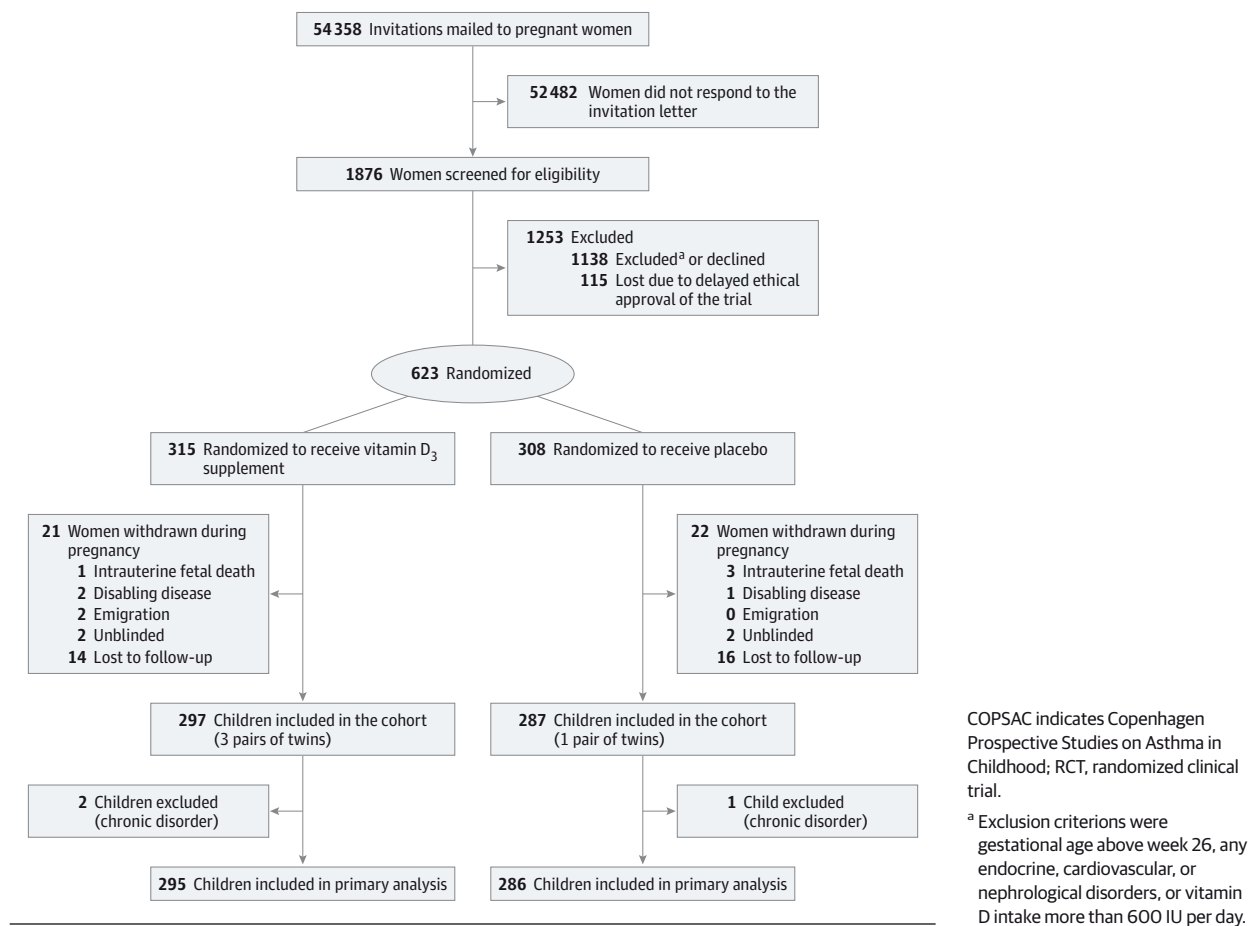 54358 Invitations mailed to pregnant women
52482 Women did not respond to the
invitation letter
1876 Women screened for eligibility
1253 Excluded
1138 Excludedª or declined
115 Lost due to delayed ethical
approval of the trial
623 Randomized
315 Randomized to receive vitamin D₃
supplement
308 Randomized to receive placebo
21 Women withdrawn during
pregnancy
1 Intrauterine fetal death
2 Disabling disease
2 Emigration
2 Unblinded
14 Lost to follow-up
22 Women withdrawn during
pregnancy
3 Intrauterine fetal death
1 Disabling disease
0 Emigration
2 Unblinded
16 Lost to follow-up
297 Children included in the cohort
(3 pairs of twins)
287 Children included in the cohort
(1 pair of twins)
2 Children excluded
(chronic disorder)
1 Child excluded
(chronic disorder)
295 Children included in primary analysis
286 Children included in primary analysis
COPSAC indicates Copenhagen
Prospective Studies on Asthma in
Childhood; RCT, randomized clinical
trial.
ª Exclusion criterions were
gestational age above week 26, any
endocrine, cardiovascular, or
nephrological disorders, or vitamin
D intake more than 600 IU per day.